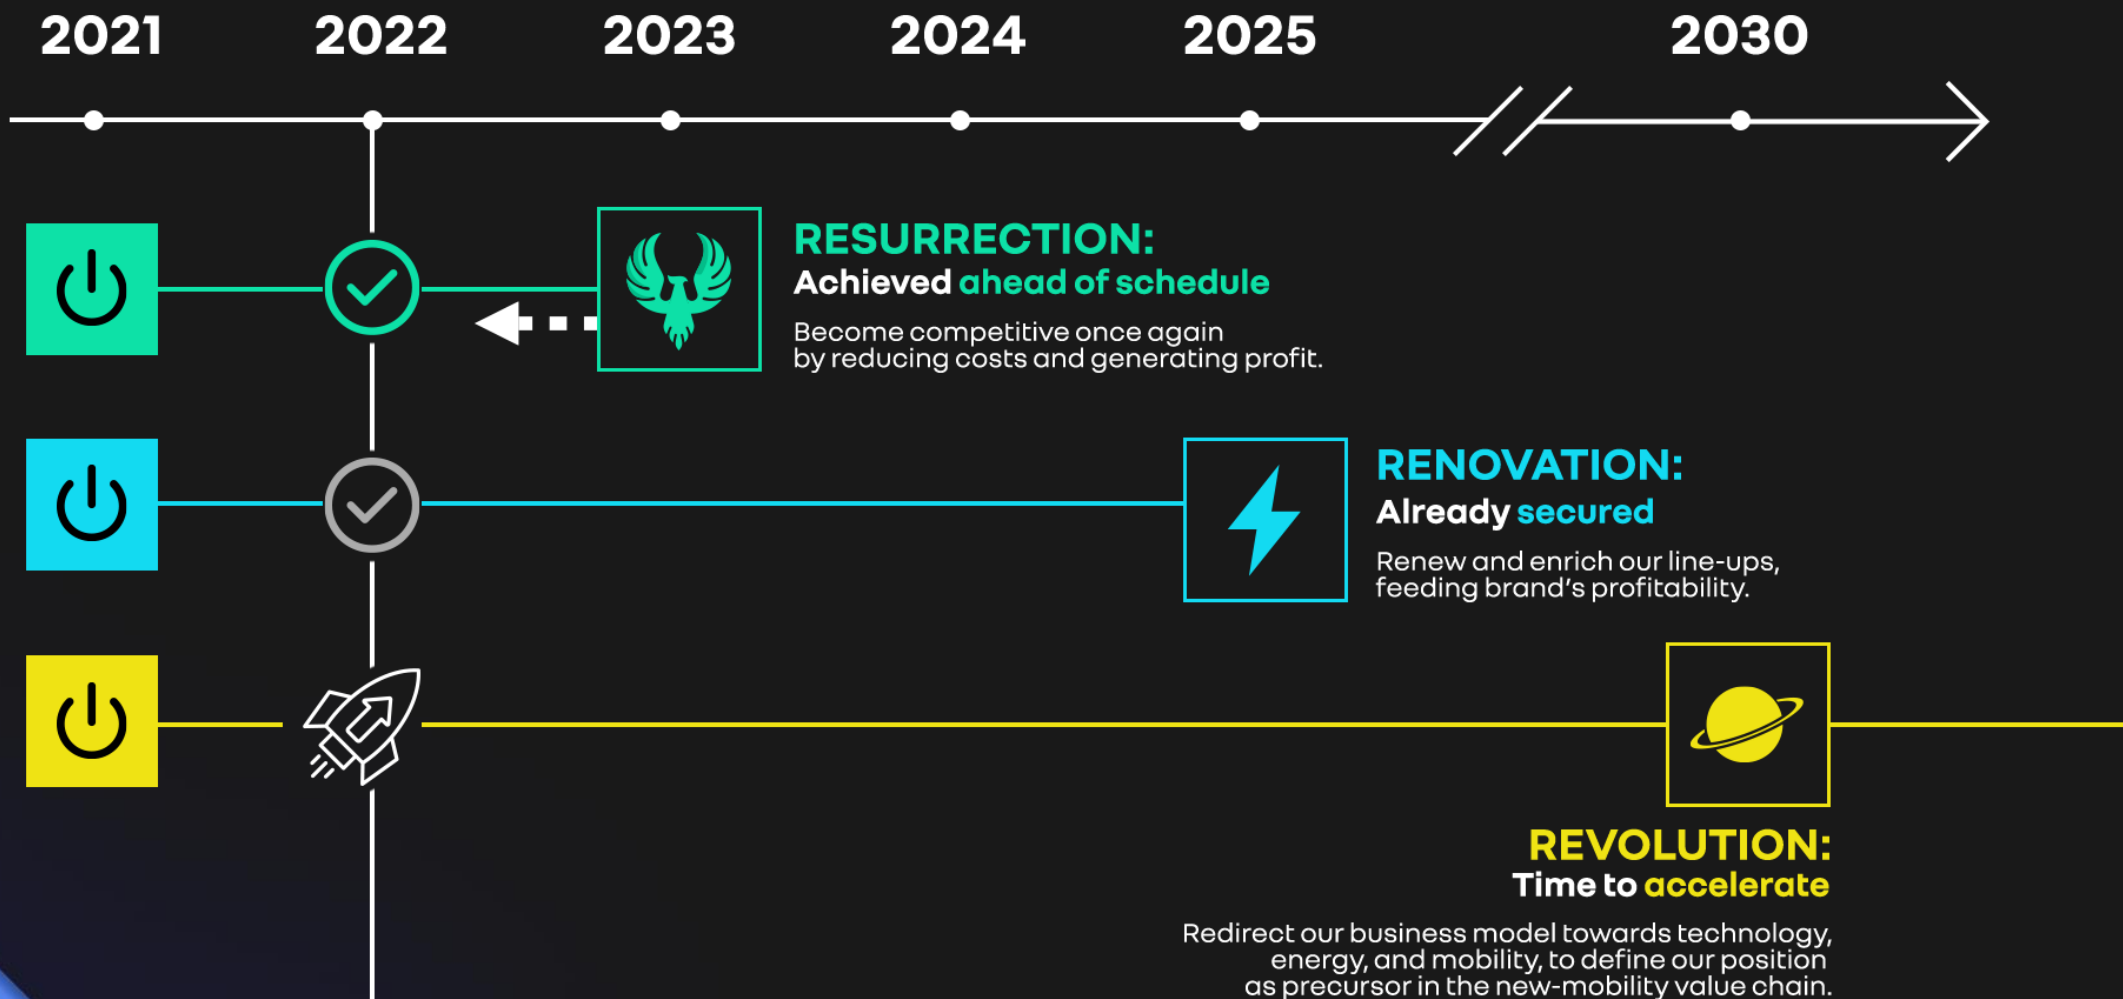 2021 2022 2023 2024 2025 2030
RESURRECTION:
Achieved ahead of schedule
Become competitive once again
by reducing costs and generating profit.
RENOVATION:
Already secured
Renew and enrich our line-ups,
feeding brand's profitability.
REVOLUTION:
Time to accelerate
Redirect our business model towards technology,
energy, and mobility, to define our position
as precursor in the new-mobility value chain.